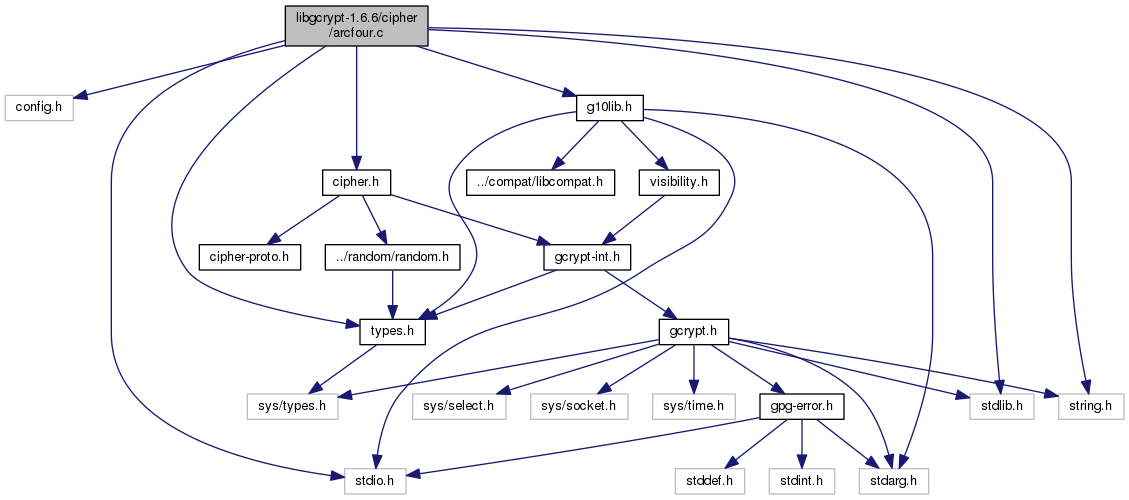 libgcrypt-1.6.6/cipher
/arcfour.c
config.h
g10lib.h
cipher.h
../compat/libcompat.h
visibility.h
cipher-proto.h
../random/random.h
gcrypt-int.h
types.h
gcrypt.h
sys/types.h
sys/select.h
sys/socket.h
sys/time.h
gpg-error.h
stdlib.h
string.h
stdio.h
stddef.h
stdint.h
stdarg.h